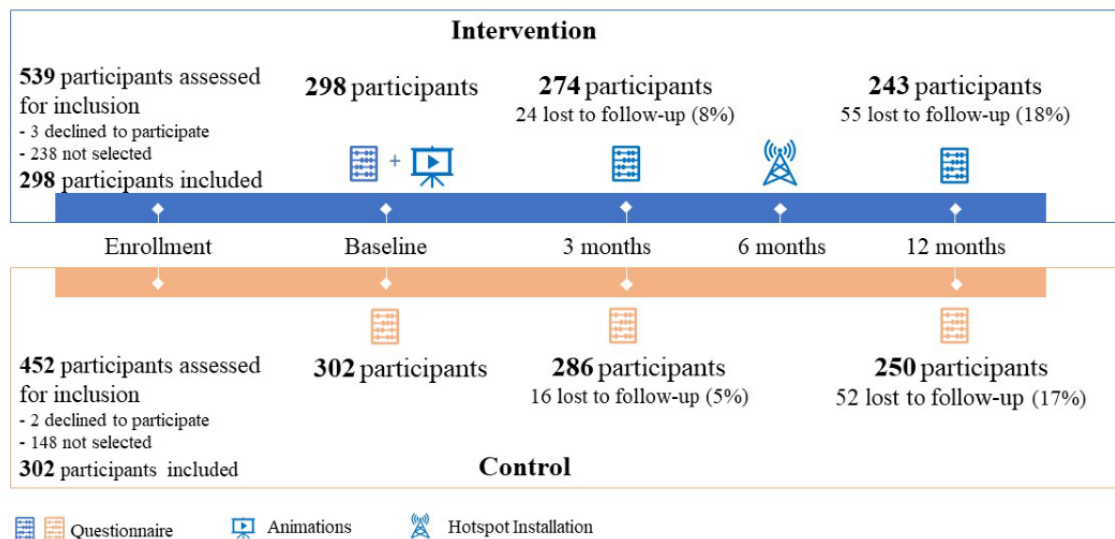 Intervention
539 participants assessed
for inclusion
- 3 declined to participate
- 238 not selected
298 participants included
298 participants
274 participants
24 lost to follow-up (8%)
243 participants
55 lost to follow-up (18%)
+
Enrollment
Baseline
3 months
6 months
12 months
452 participants assessed
for inclusion
- 2 declined to participate
- 148 not selected
302 participants included
302 participants
286 participants
16 lost to follow-up (5%)
250 participants
52 lost to follow-up (17%)
Control
Questionnaire
Animations
Hotspot Installation